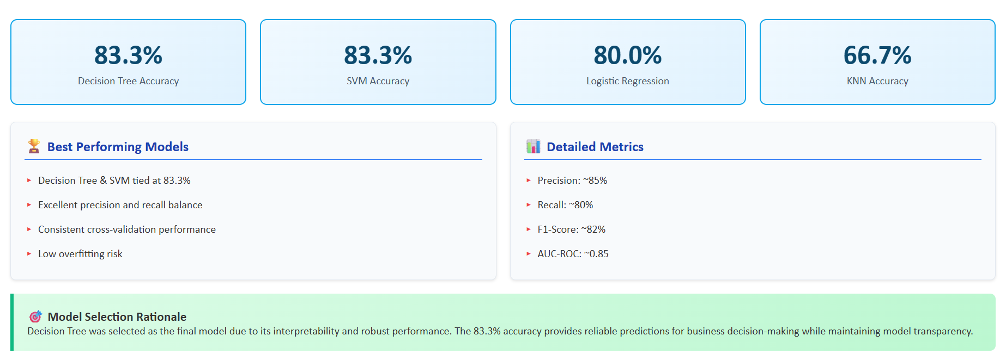 83.3%
Decision Tree Accuracy
83.3%
SVM Accuracy
80.0%
Logistic Regression
66.7%
KNN Accuracy
Best Performing Models
▸ Decision Tree & SVM tied at 83.3%
▸ Excellent precision and recall balance
▸ Consistent cross-validation performance
▸ Low overfitting risk
Detailed Metrics
▸ Precision: ~85%
▸ Recall: ~80%
▸ F1-Score: ~82%
▸ AUC-ROC: ~0.85
Model Selection Rationale
Decision Tree was selected as the final model due to its interpretability and robust performance. The 83.3% accuracy provides reliable predictions for business decision-making while maintaining model transparency.